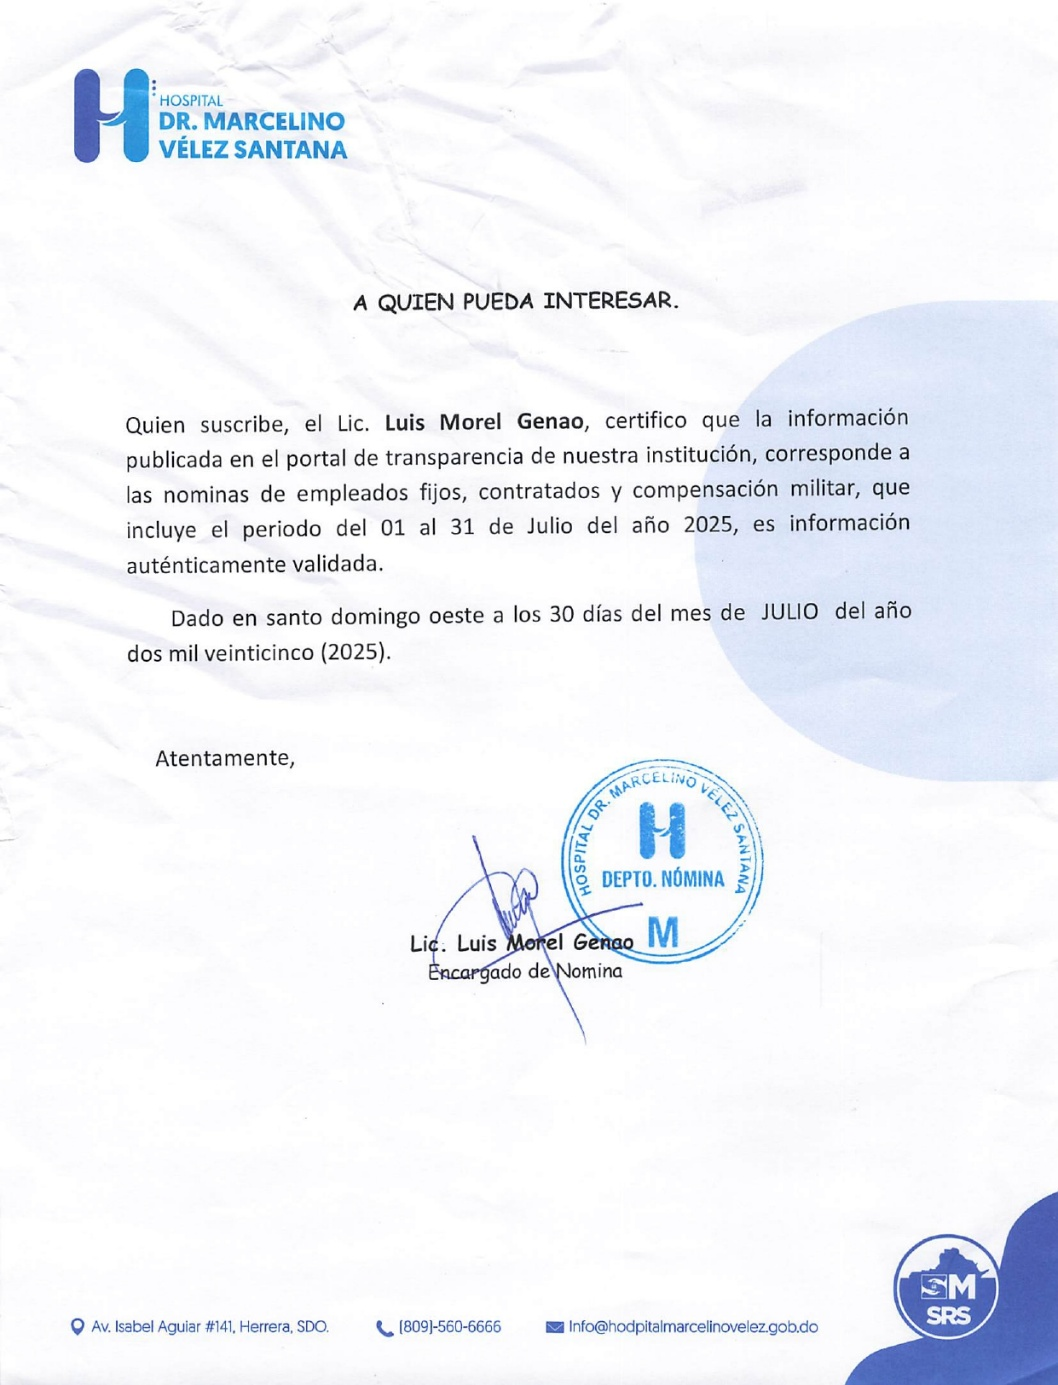 HOSPITAL
DR. MARCELINO
VÉLEZ SANTANA
A QUIEN PUEDA INTERESAR.
Quien suscribe, el Lic. Luis Morel Genao, certifico que la información
publicada en el portal de transparencia de nuestra institución, corresponde a
las nominas de empleados fijos, contratados y compensación militar, que
incluye el periodo del 01 al 31 de Julio del año 2025, es información
auténticamente validada.
Dado en santo domingo oeste a los 30 días del mes de JULIO del año
dos mil veinticinco (2025).
Atentamente,
HOSPITAL DR. MARCELINO VÉLEZ SANTANA
H
DEPTO. NÓMINA
M
Lic. Luis Morel Genao
Encargado de Nomina
SM
SRS
Av. Isabel Aguiar #141, Herrera, SDO.
(809)-560-6666
Info@hodpitalmarcelinovelez.gob.do